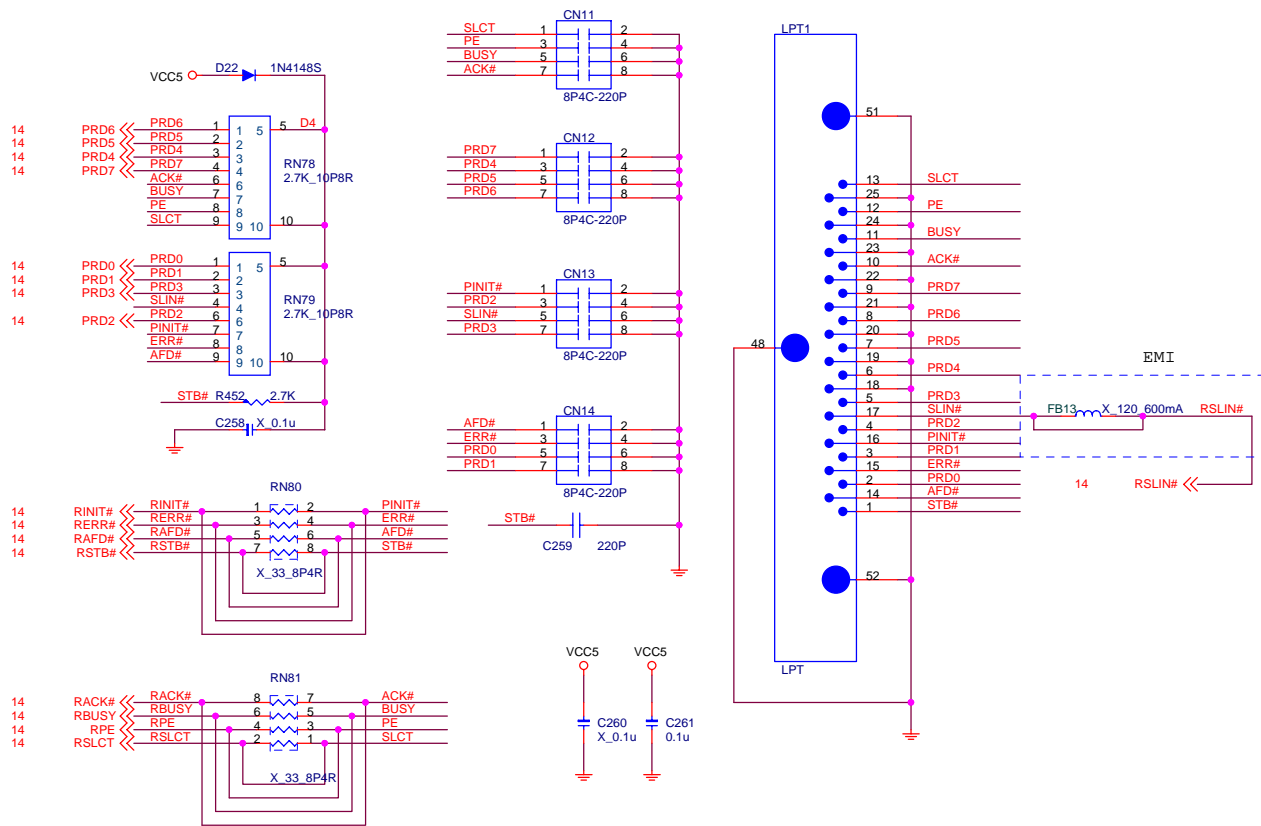 VCC5
D22
1N4148S
14 PRD6 PRD6 1 1 5 5 D4
14 PRD5 PRD5 2 2
14 PRD4 PRD4 3 3
14 PRD7 PRD7 4 4
ACK# 6 6
BUSY 7 7
PE 8 8
SLCT 9 9 10 10
RN78
2.7K_10P8R
14 PRD0 PRD0 1 1 5 5
14 PRD1 PRD1 2 2
14 PRD3 PRD3 3 3
SLIN# 4 4
14 PRD2 PRD2 6 6
PINIT# 7 7
ERR# 8 8
AFD# 9 9 10 10
RN79
2.7K_10P8R
STB# R452 2.7K
C258 X_0.1u
RN80
14 RINIT# RINIT# 1 2 PINIT#
14 RERR# RERR# 3 4 ERR#
14 RAFD# RAFD# 5 6 AFD#
14 RSTB# RSTB# 7 8 STB#
X_33_8P4R
RN81
14 RACK# RACK# 8 7 ACK#
14 RBUSY RBUSY 6 5 BUSY
14 RPE RPE 4 3 PE
14 RSLCT RSLCT 2 1 SLCT
X_33_8P4R
CN11
SLCT 1 2
PE 3 4
BUSY 5 6
ACK# 7 8
8P4C-220P
CN12
PRD7 1 2
PRD4 3 4
PRD5 5 6
PRD6 7 8
8P4C-220P
CN13
PINIT# 1 2
PRD2 3 4
SLIN# 5 6
PRD3 7 8
8P4C-220P
CN14
AFD# 1 2
ERR# 3 4
PRD0 5 6
PRD1 7 8
8P4C-220P
STB#
C259 220P
VCC5 VCC5
C260 C261
X_0.1u 0.1u
LPT1
51
13 SLCT
25
12 PE
24
11 BUSY
23
10 ACK#
22
9 PRD7
21
8 PRD6
20
7 PRD5
48
19
6 PRD4
18
5 PRD3
17 SLIN#
4 PRD2
16 PINIT#
3 PRD1
15 ERR#
2 PRD0
14 AFD#
1 STB#
52
LPT
EMI
FB13 X_120_600mA RSLIN#
14 RSLIN#